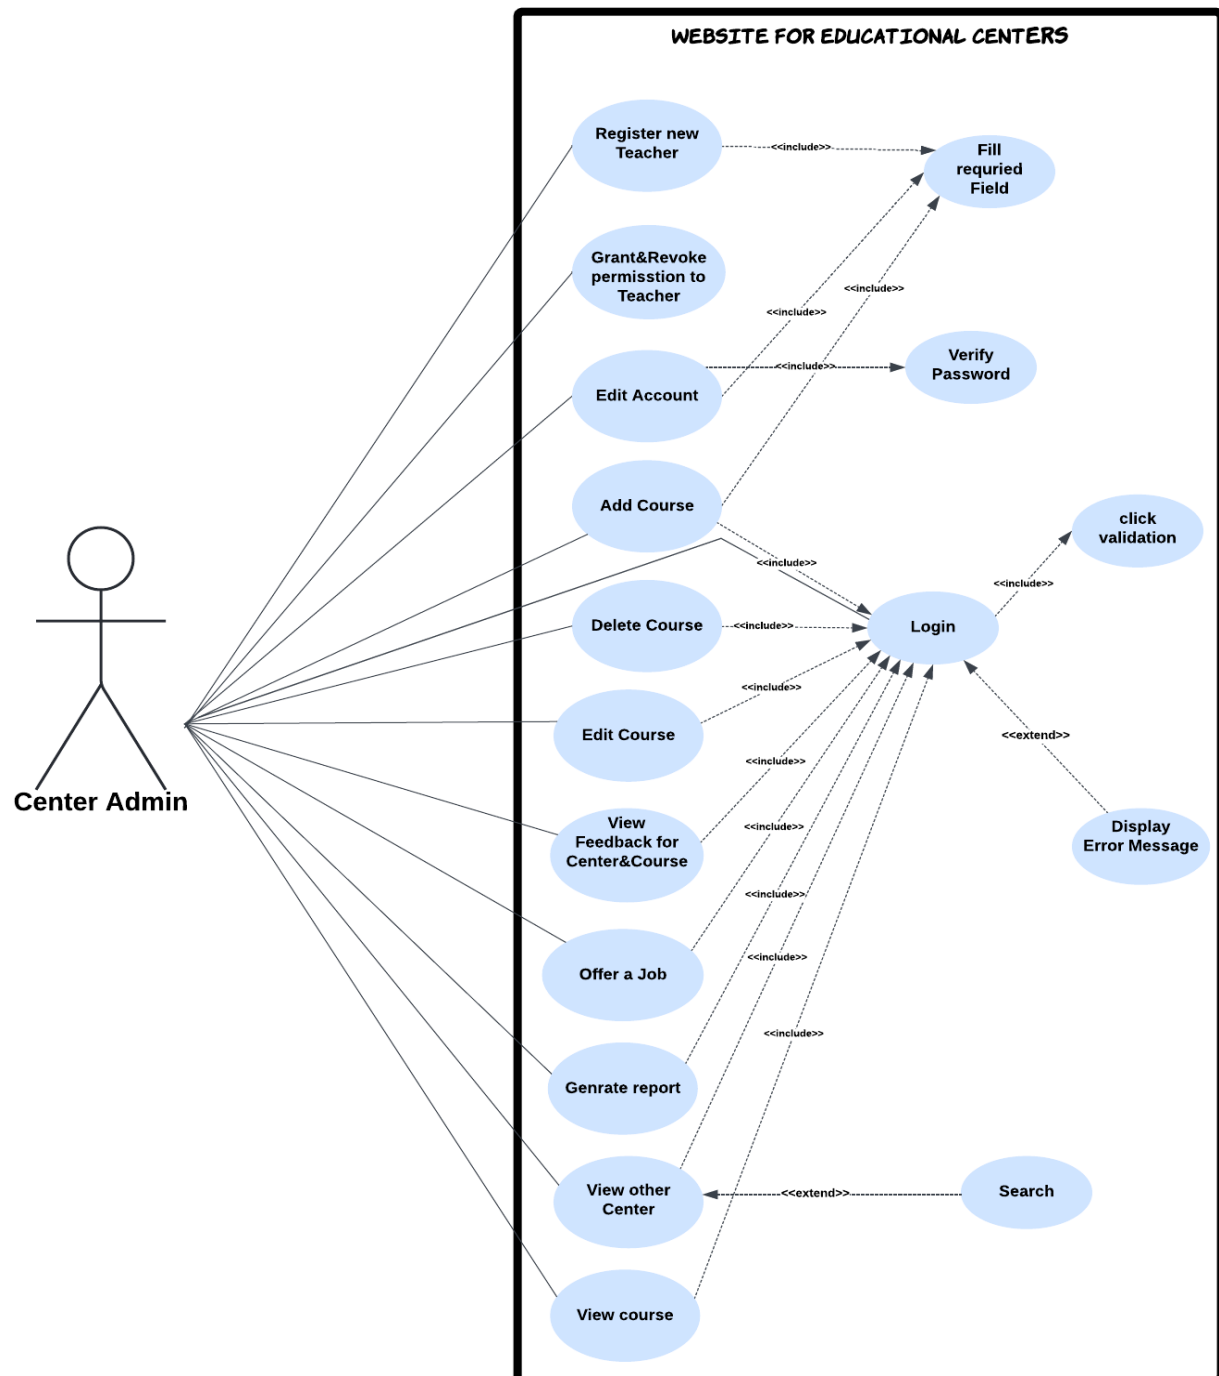 WEBSITE FOR EDUCATIONAL CENTERS
Register new
Teacher
<<include>>
Fill
requried
Field
Grant&Revoke
permisstion to
Teacher
<<include>>
<<include>>
Edit Account
<<include>>
Verify
Password
Add Course
<<include>>
click
validation
<<include>>
Delete Course
<<include>>
Login
Edit Course
<<include>>
<<extend>>
Center Admin
View
Feedback for
Center&Course
<<include>>
Display
Error Message
<<include>>
Offer a Job
<<include>>
<<include>>
Genrate report
<<include>>
View other
Center
<<extend>>
Search
View course